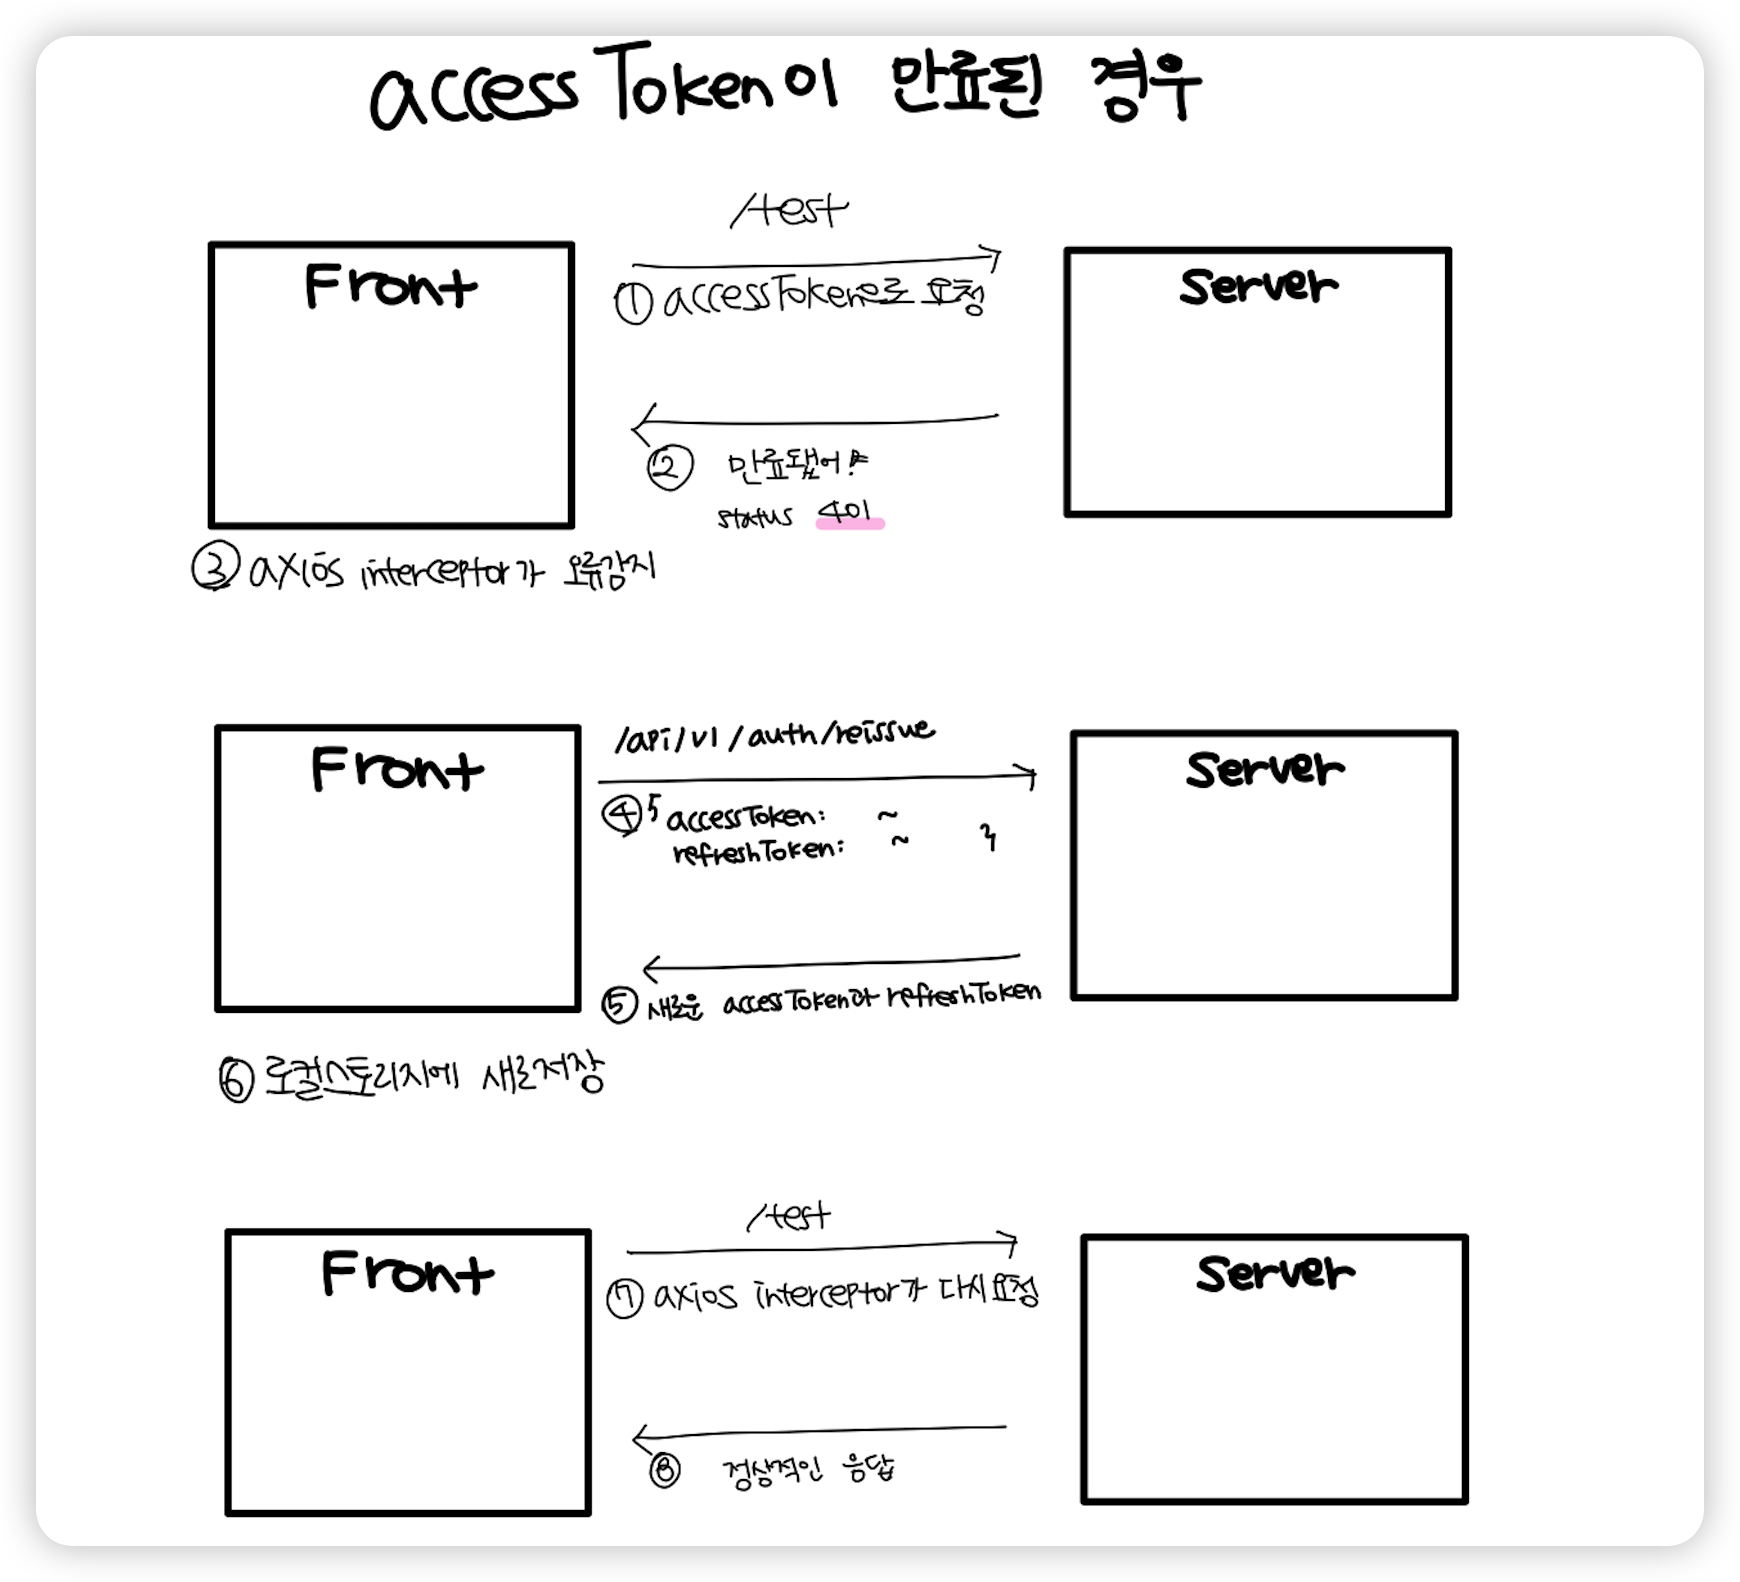 accessToken이 만료된 경우
/test
Front
Server
① accessToken으로 요청
② 만료됐어!
status 401
③ axios interceptor가 오류감지
/api/v1/auth/reissue
Front
Server
④ { accessToken: ~
refreshToken: ~ }
⑤ 새로운 accessToken과 refreshToken
⑥ 로컬스토리지에 새로저장
/test
Front
Server
⑦ axios interceptor가 다시요청
⑧ 정상적인 응답